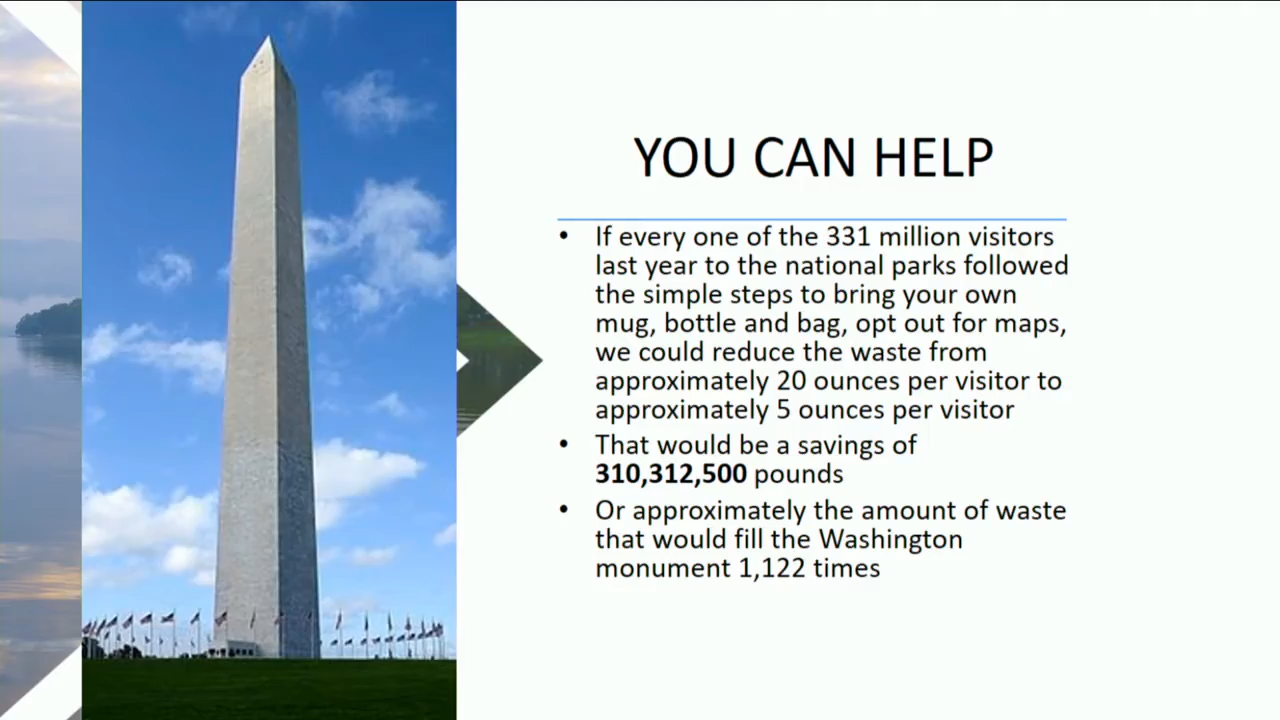 YOU CAN HELP
• If every one of the 331 million visitors
last year to the national parks followed
the simple steps to bring your own
mug, bottle and bag, opt out for maps,
we could reduce the waste from
approximately 20 ounces per visitor to
approximately 5 ounces per visitor
• That would be a savings of
310,312,500 pounds
• Or approximately the amount of waste
that would fill the Washington
monument 1,122 times